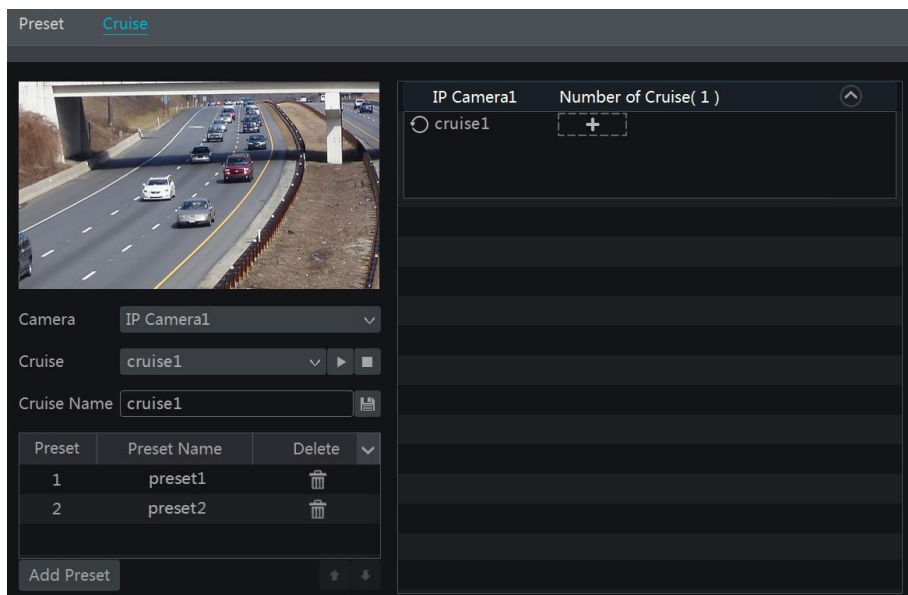 Preset Cruise
IP Camera1 Number of Cruise( 1 )
cruise1
Camera IP Camera1
Cruise cruise1
Cruise Name cruise1
Preset Preset Name Delete
1 preset1
2 preset2
Add Preset